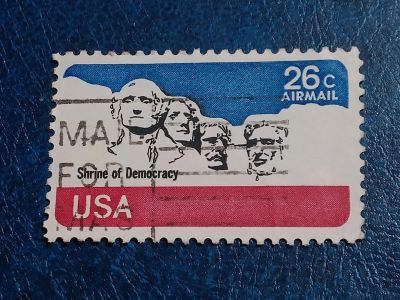 26c
AIRMAIL
MAIL
Shrine of Democracy
FOR
USA